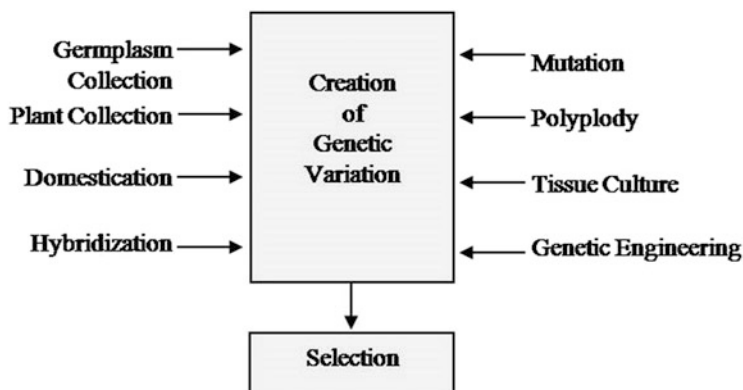 Germplasm
Collection
Plant Collection
Domestication
Hybridization
Creation
of
Genetic
Variation
Mutation
Polyplody
Tissue Culture
Genetic Engineering
Selection